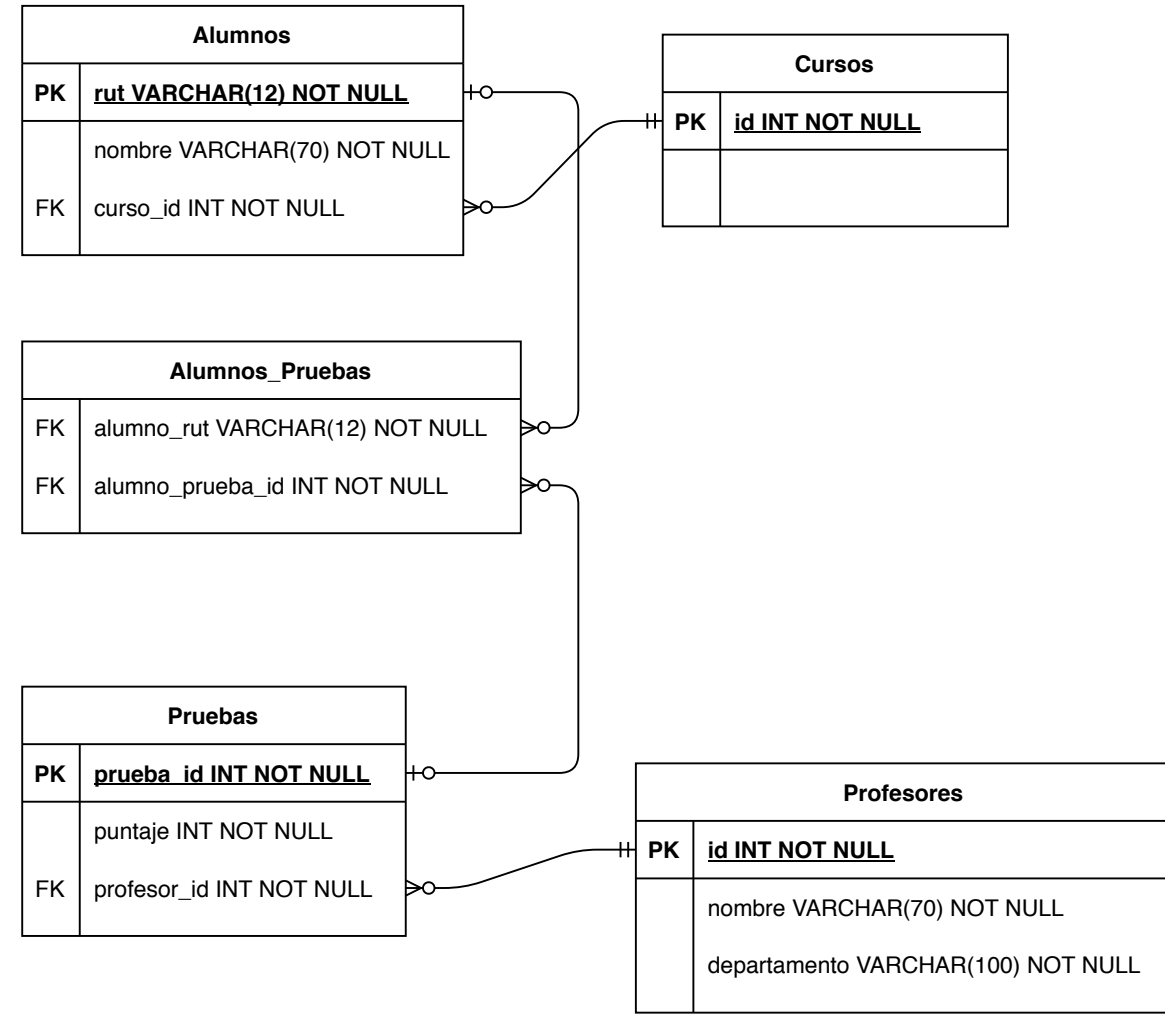 Alumnos
PK rut VARCHAR(12) NOT NULL
nombre VARCHAR(70) NOT NULL
FK curso_id INT NOT NULL
Cursos
PK id INT NOT NULL
Alumnos_Pruebas
FK alumno_rut VARCHAR(12) NOT NULL
FK alumno_prueba_id INT NOT NULL
Pruebas
PK prueba_id INT NOT NULL
puntaje INT NOT NULL
FK profesor_id INT NOT NULL
Profesores
PK id INT NOT NULL
nombre VARCHAR(70) NOT NULL
departamento VARCHAR(100) NOT NULL